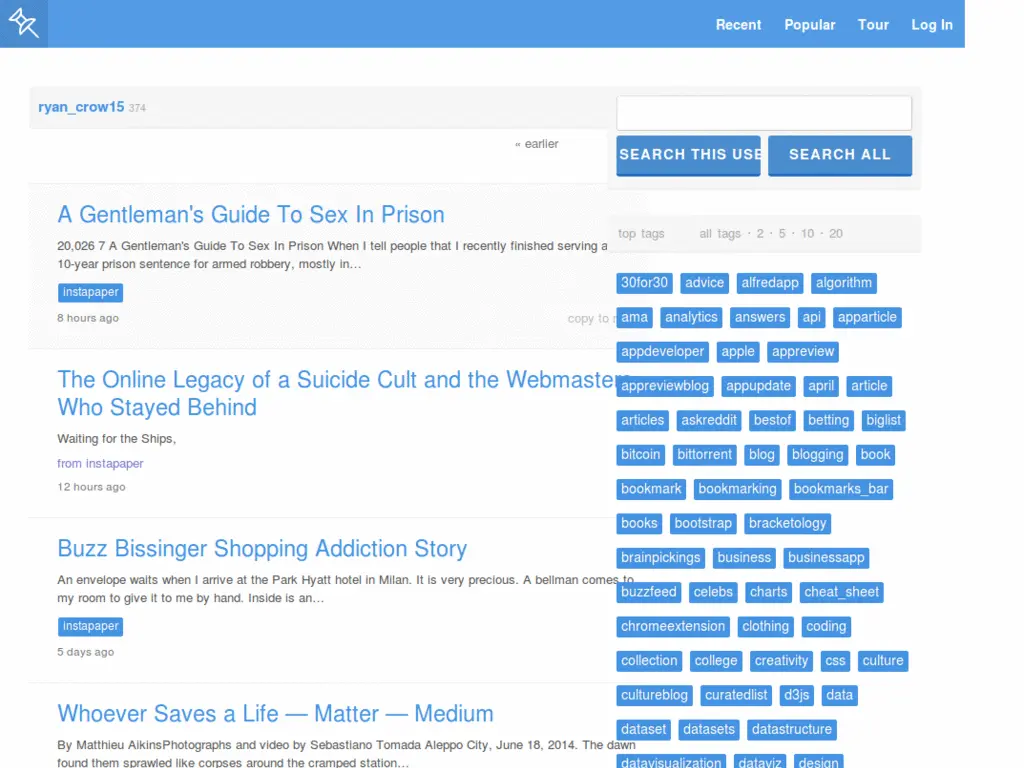 Recent Popular Tour Log In
ryan_crow15 374
« earlier
A Gentleman's Guide To Sex In Prison
20,026 7 A Gentleman's Guide To Sex In Prison When I tell people that I recently finished serving a
10-year prison sentence for armed robbery, mostly in…
instapaper
8 hours ago
copy to
The Online Legacy of a Suicide Cult and the Webmasters
Who Stayed Behind
Waiting for the Ships,
from instapaper
12 hours ago
Buzz Bissinger Shopping Addiction Story
An envelope waits when I arrive at the Park Hyatt hotel in Milan. It is very precious. A bellman comes to
my room to give it to me by hand. Inside is an…
instapaper
5 days ago
Whoever Saves a Life — Matter — Medium
By Matthieu AikinsPhotographs and video by Sebastiano Tomada Aleppo City, June 18, 2014. The dawn
found them sprawled like corpses around the cramped station…
SEARCH THIS USE SEARCH ALL
top tags all tags · 2 · 5 · 10 · 20
30for30 advice alfredapp algorithm
ama analytics answers api apparticle
appdeveloper apple appreview
appreviewblog appupdate april article
articles askreddit bestof betting biglist
bitcoin bittorrent blog blogging book
bookmark bookmarking bookmarks_bar
books bootstrap bracketology
brainpickings business businessapp
buzzfeed celebs charts cheat_sheet
chromeextension clothing coding
collection college creativity css culture
cultureblog curatedlist d3js data
dataset datasets datastructure
datavisualization dataviz design